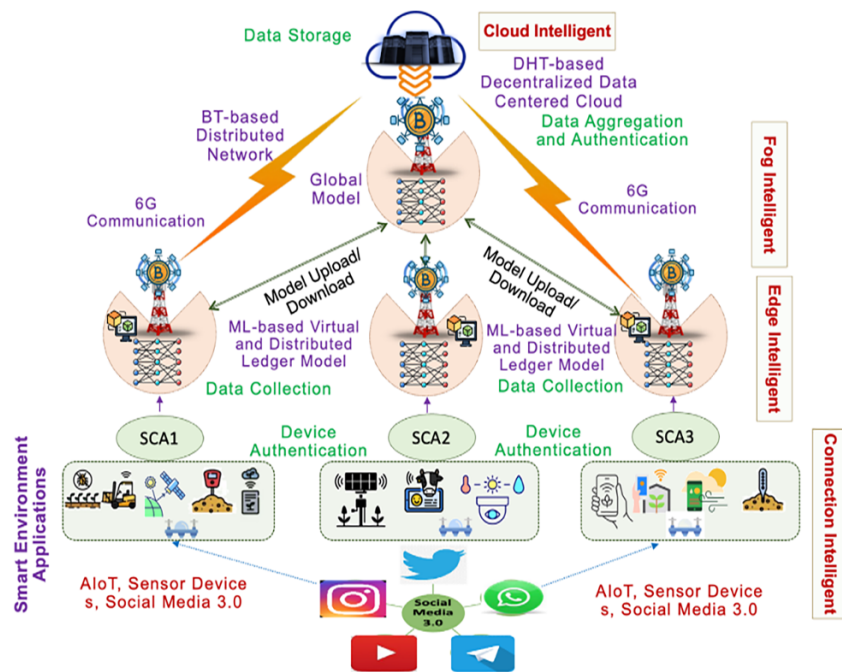 Data Storage
Cloud Intelligent
DHT-based
Decentralized Data
Centered Cloud
Data Aggregation
and Authentication
BT-based
Distributed
Network
Global
Model
6G
Communication
6G
Communication
Fog Intelligent
Model Upload/
Download
Model Upload/
Download
ML-based Virtual
and Distributed
Ledger Model
ML-based Virtual
and Distributed
Ledger Model
Data Collection
Data Collection
Edge Intelligent
SCA1
Device
Authentication
SCA2
Device
Authentication
SCA3
Smart Environment
Applications
Connection Intelligent
AIoT, Sensor Device
s, Social Media 3.0
Social
Media
3.0
AIoT, Sensor Device
s, Social Media 3.0